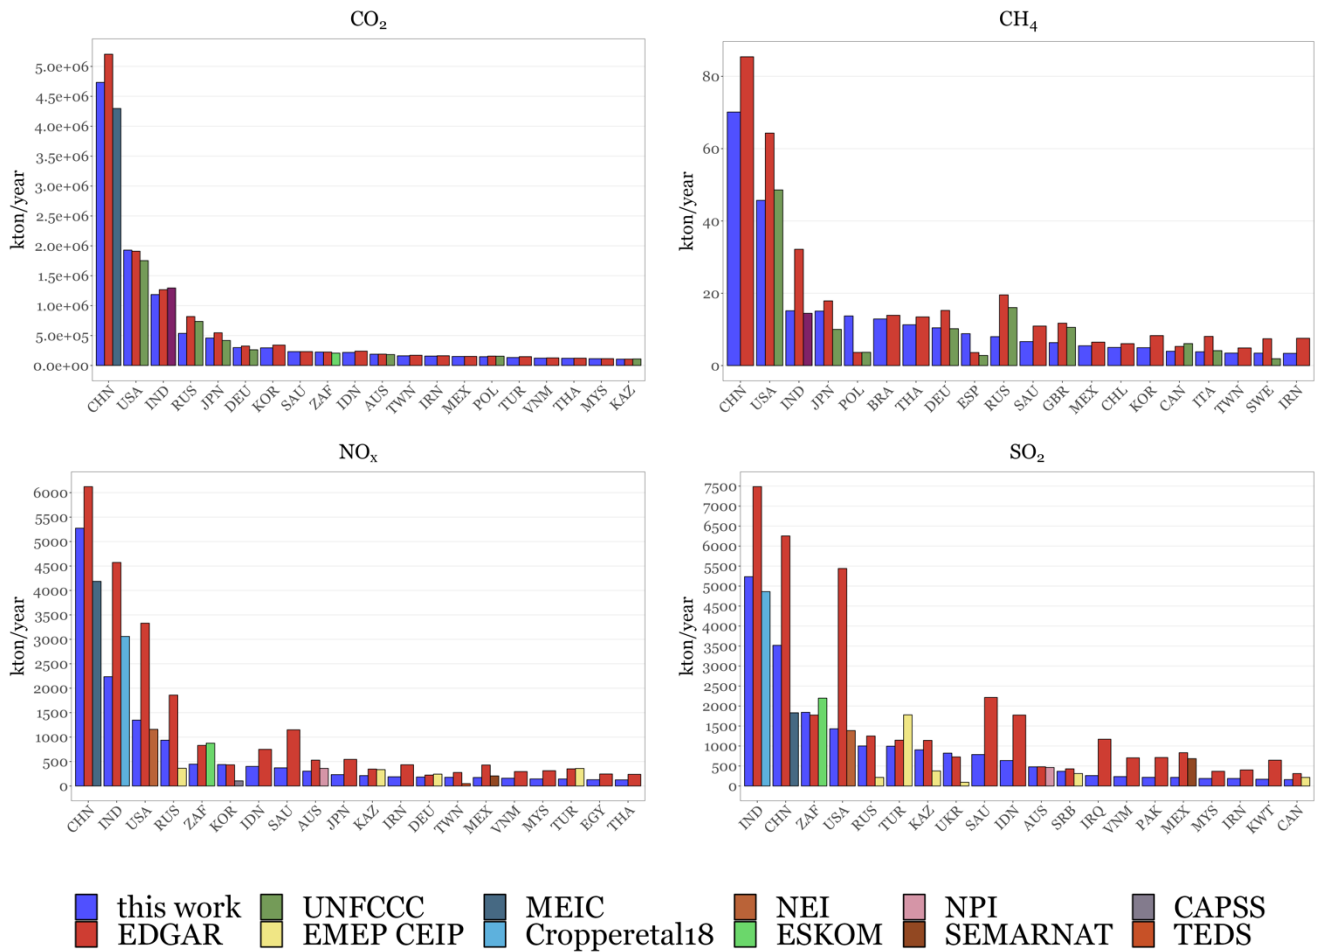 CO₂
kton/year
5.0e+06
4.5e+06
4.0e+06
3.5e+06
3.0e+06
2.5e+06
2.0e+06
1.5e+06
1.0e+06
5.0e+05
0.0e+00
CHN USA IND RUS JPN DEU KOR SAU ZAF IDN AUS TWN IRN MEX POL TUR VNM THA MYS KAZ
CH₄
kton/year
80
60
40
20
0
CHN USA IND JPN POL BRA THA DEU ESP RUS SAU GBR MEX CHL KOR CAN ITA TWN SWE IRN
NOₓ
kton/year
6000
5500
5000
4500
4000
3500
3000
2500
2000
1500
1000
500
0
CHN IND USA RUS ZAF KOR IDN SAU AUS JPN KAZ IRN DEU TWN MEX VNM MYS TUR EGY THA
SO₂
kton/year
7500
7000
6500
6000
5500
5000
4500
4000
3500
3000
2500
2000
1500
1000
500
0
IND CHN ZAF USA RUS TUR KAZ UKR SAU IDN AUS SRB IRQ VNM PAK MEX MYS IRN KWT CAN
this work UNFCCC MEIC NEI NPI CAPSS
EDGAR EMEP CEIP Cropperetal18 ESKOM SEMARNAT TEDS